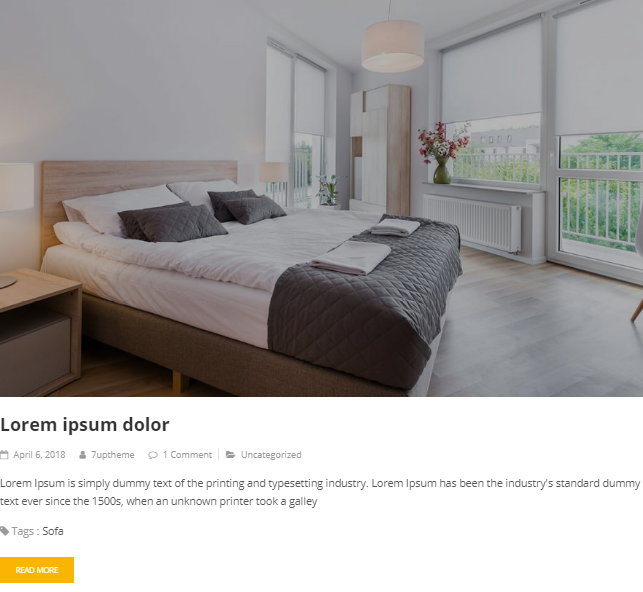 Lorem ipsum dolor
April 6, 2018 7uptheme 1 Comment Uncategorized
Lorem Ipsum is simply dummy text of the printing and typesetting industry. Lorem Ipsum has been the industry's standard dummy
text ever since the 1500s, when an unknown printer took a galley
Tags : Sofa
READ MORE